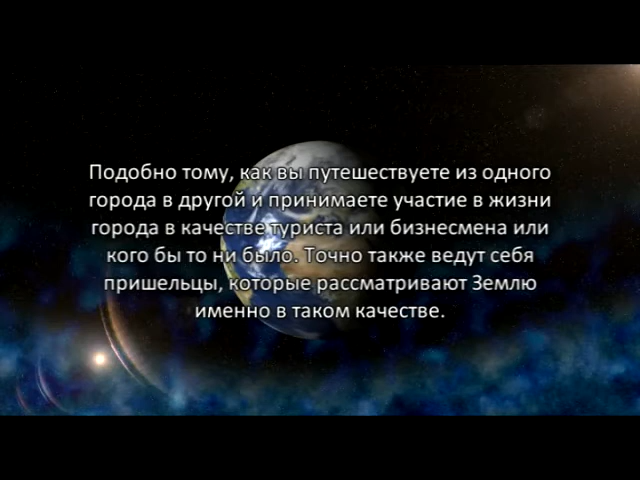 Подобно тому, как вы путешествуете из одного
города в другой и принимаете участие в жизни
города в качестве туриста или бизнесмена или
кого бы то ни было. Точно также ведут себя
пришельцы, которые рассматривают Землю
именно в таком качестве.